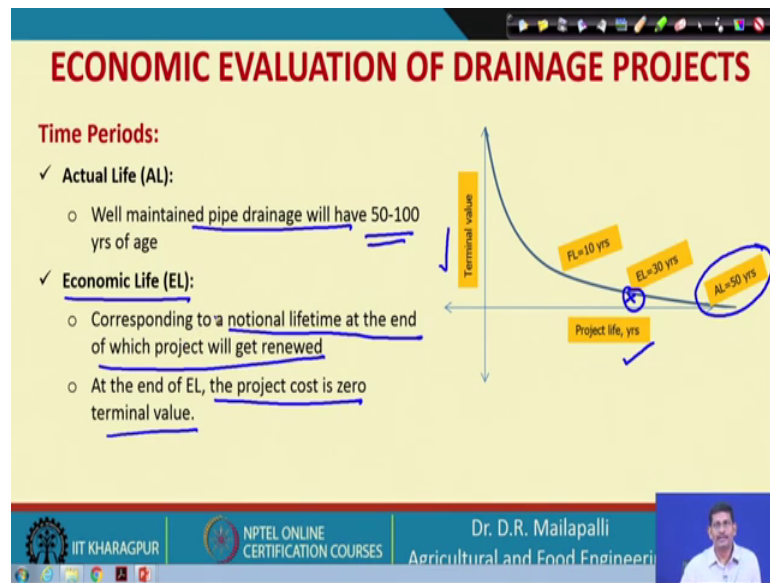 ECONOMIC EVALUATION OF DRAINAGE PROJECTS
Time Periods:
✓ Actual Life (AL):
o Well maintained pipe drainage will have 50-100
yrs of age
✓ Economic Life (EL):
o Corresponding to a notional lifetime at the end
of which project will get renewed
o At the end of EL, the project cost is zero
terminal value.
Terminal value
FL=10 yrs
EL=30 yrs
AL=50 yrs
Project life, yrs
IIT KHARAGPUR
NPTEL ONLINE
CERTIFICATION COURSES
Dr. D.R. Mailapalli
Agricultural and Food Engineeri